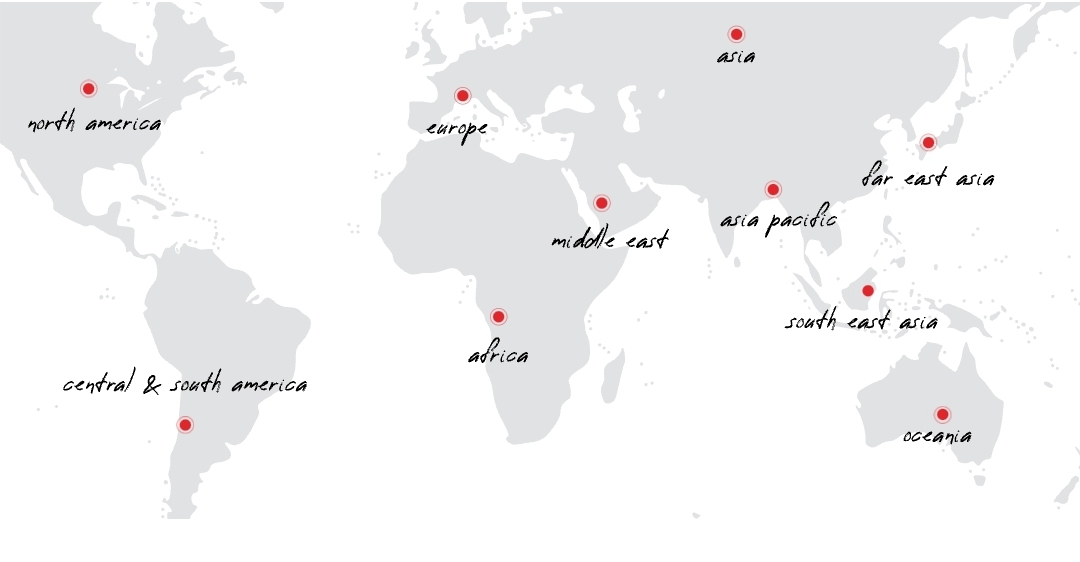 asia
north america
europe
far east asia
asia pacific
middle east
south east asia
africa
central & south america
oceania